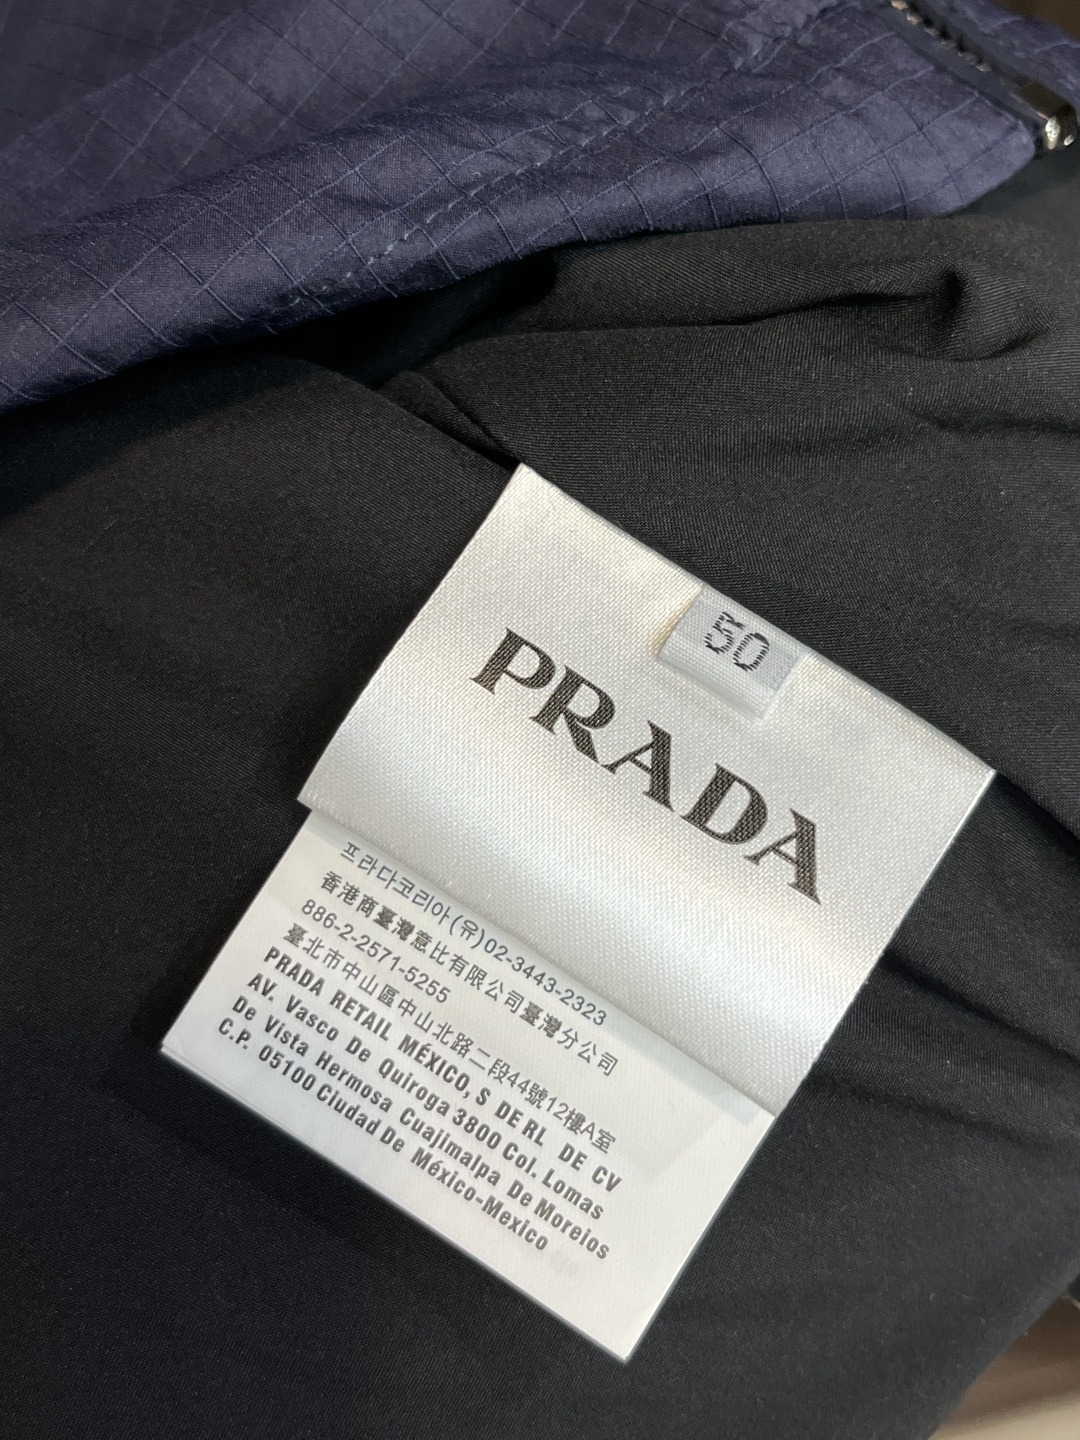 50
PRADA
프라다코리아(유)02-3443-2323
香港商臺灣意比有限公司臺灣分公司
886-2-2571-5255
臺北市中山區中山北路二段44號12樓A室
PRADA RETAIL MÉXICO, S DE RL DE CV
AV. Vasco De Quiroga 3800 Col. Lomas
De Vista Hermosa Cuajimalpa De Moreios
C.P. 05100 Ciudad De México-Mexico